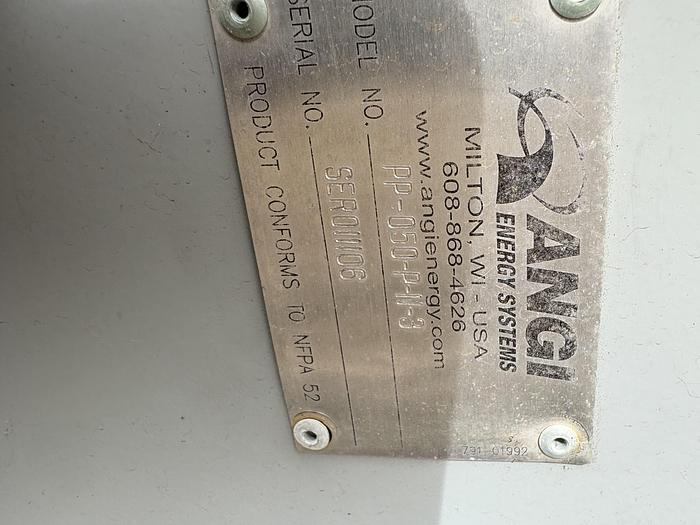 ANGI
ENERGY SYSTEMS
MILTON, WI - USA
608-868-4626
www.angienergy.com
MODEL NO. PP-050-P-II-3
SERIAL NO. SER011106
PRODUCT CONFORMS TO NFPA 52
791-01992